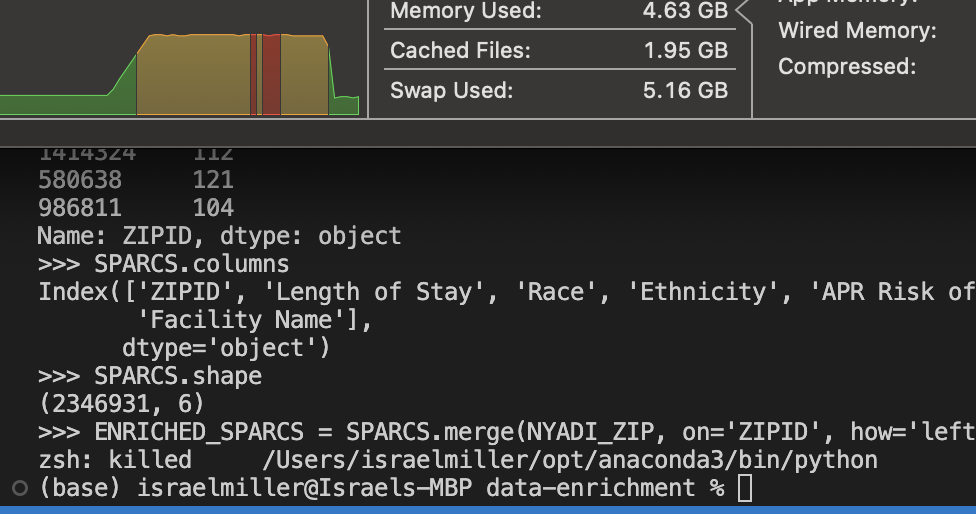 Memory Used: 4.63 GB
Cached Files: 1.95 GB
Swap Used: 5.16 GB
App Memory:
Wired Memory:
Compressed:
1414324 112
580638 121
986811 104
Name: ZIPID, dtype: object
>>> SPARCS.columns
Index(['ZIPID', 'Length of Stay', 'Race', 'Ethnicity', 'APR Risk of
'Facility Name'],
dtype='object')
>>> SPARCS.shape
(2346931, 6)
>>> ENRICHED_SPARCS = SPARCS.merge(NYADI_ZIP, on='ZIPID', how='left
zsh: killed /Users/israelmiller/opt/anaconda3/bin/python
(base) israelmiller@Israels-MBP data-enrichment %